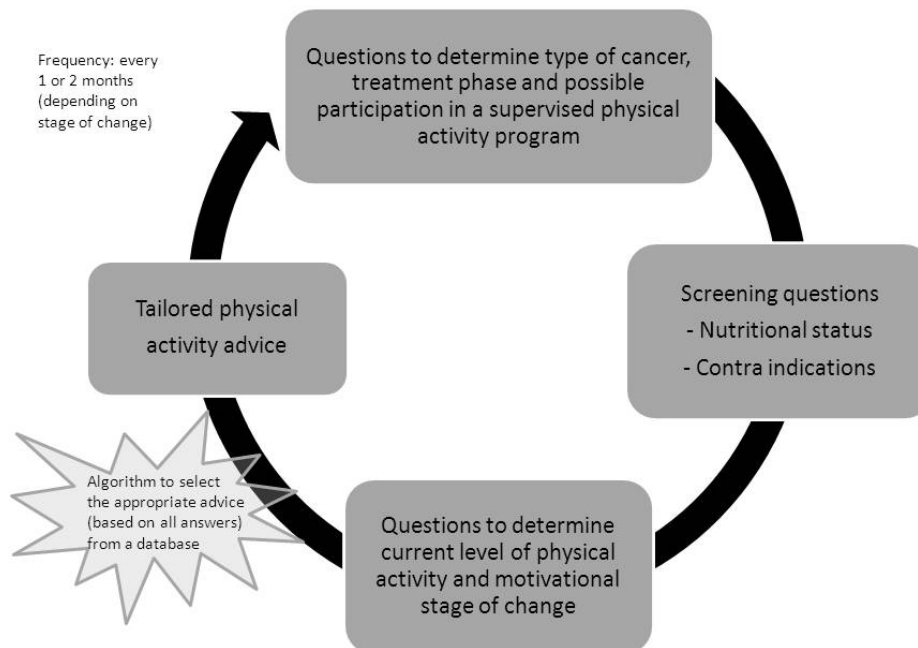 Frequency: every
1 or 2 months
(depending on
stage of change)
Questions to determine type of cancer,
treatment phase and possible
participation in a supervised physical
activity program
Screening questions
- Nutritional status
- Contra indications
Questions to determine
current level of physical
activity and motivational
stage of change
Algorithm to select
the appropriate advice
(based on all answers)
from a database
Tailored physical
activity advice